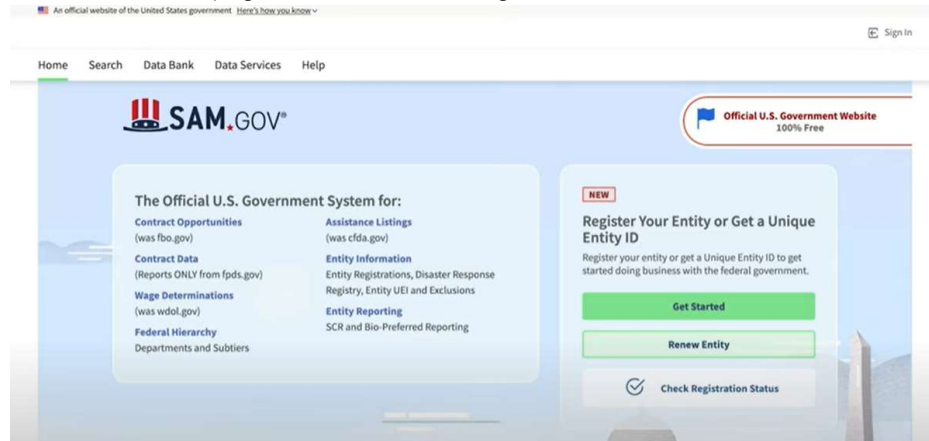 An official website of the United States government Here's how you know
Sign In
Home Search Data Bank Data Services Help
SAM.GOV®
Official U.S. Government Website
100% Free
The Official U.S. Government System for:
Contract Opportunities
(was fbo.gov)
Contract Data
(Reports ONLY from fpds.gov)
Wage Determinations
(was wdol.gov)
Federal Hierarchy
Departments and Subtiers
Assistance Listings
(was cfda.gov)
Entity Information
Entity Registrations, Disaster Response
Registry, Entity UEI and Exclusions
Entity Reporting
SCR and Bio-Preferred Reporting
NEW
Register Your Entity or Get a Unique
Entity ID
Register your entity or get a Unique Entity ID to get
started doing business with the federal government.
Get Started
Renew Entity
Check Registration Status